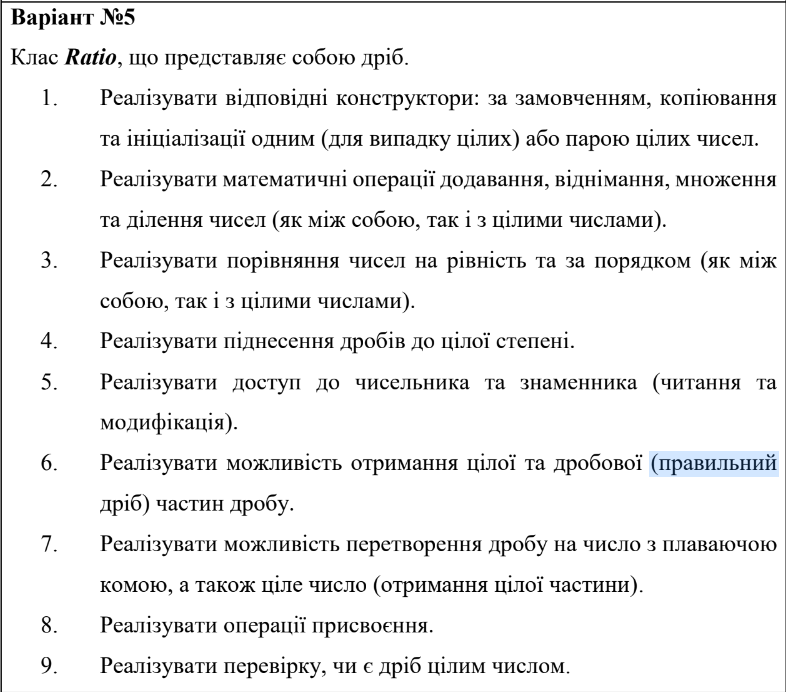 Варіант №5
Клас Ratio, що представляє собою дріб.
1. Реалізувати відповідні конструктори: за замовченням, копіювання
та ініціалізації одним (для випадку цілих) або парою цілих чисел.
2. Реалізувати математичні операції додавання, віднімання, множення
та ділення чисел (як між собою, так і з цілими числами).
3. Реалізувати порівняння чисел на рівність та за порядком (як між
собою, так і з цілими числами).
4. Реалізувати піднесення дробів до цілої степені.
5. Реалізувати доступ до чисельника та знаменника (читання та
модифікація).
6. Реалізувати можливість отримання цілої та дробової (правильний
дріб) частин дробу.
7. Реалізувати можливість перетворення дробу на число з плаваючою
комою, а також ціле число (отримання цілої частини).
8. Реалізувати операції присвоєння.
9. Реалізувати перевірку, чи є дріб цілим числом.